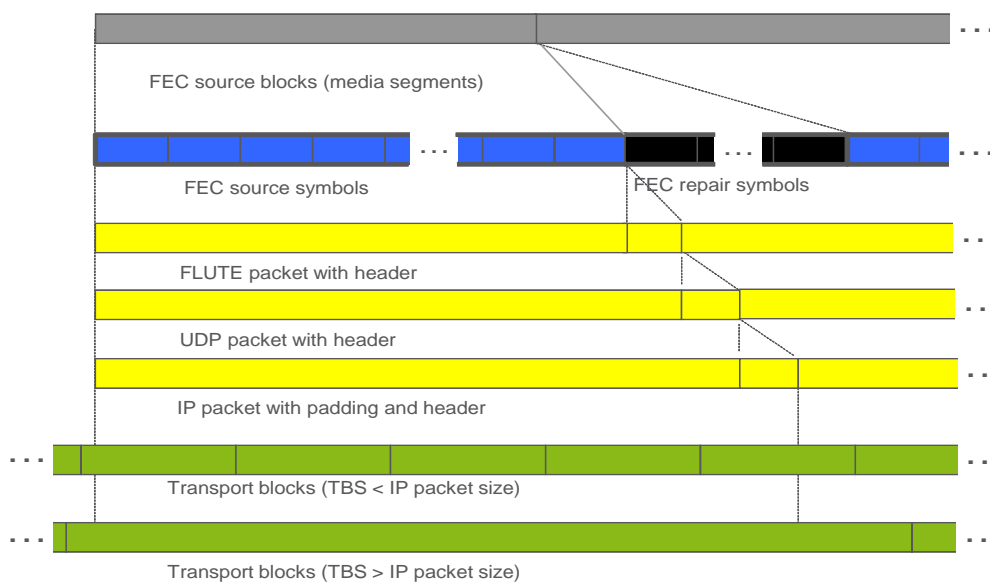 . . .
FEC source blocks (media segments)
. . . . . . . . .
FEC source symbols
FEC repair symbols
. .
FLUTE packet with header
. .
UDP packet with header
. .
IP packet with padding and header
. . . . .
Transport blocks (TBS < IP packet size)
. . . . .
Transport blocks (TBS > IP packet size)